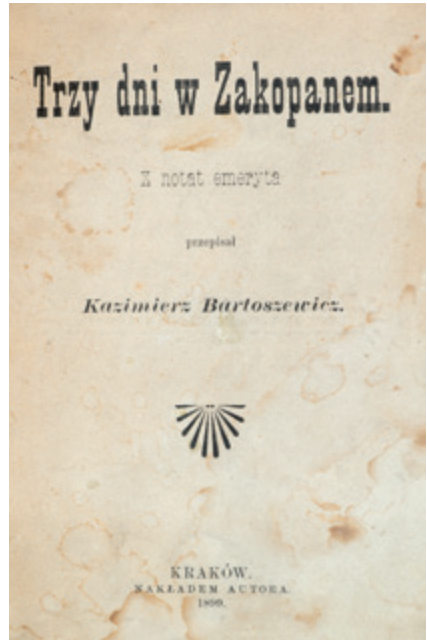 Trzy dni w Zakopanem.
Z notat emeryta
przepisał
Kazimierz Bartoszewicz.
KRAKÓW.
NAKŁADEM AUTORA.
1899.